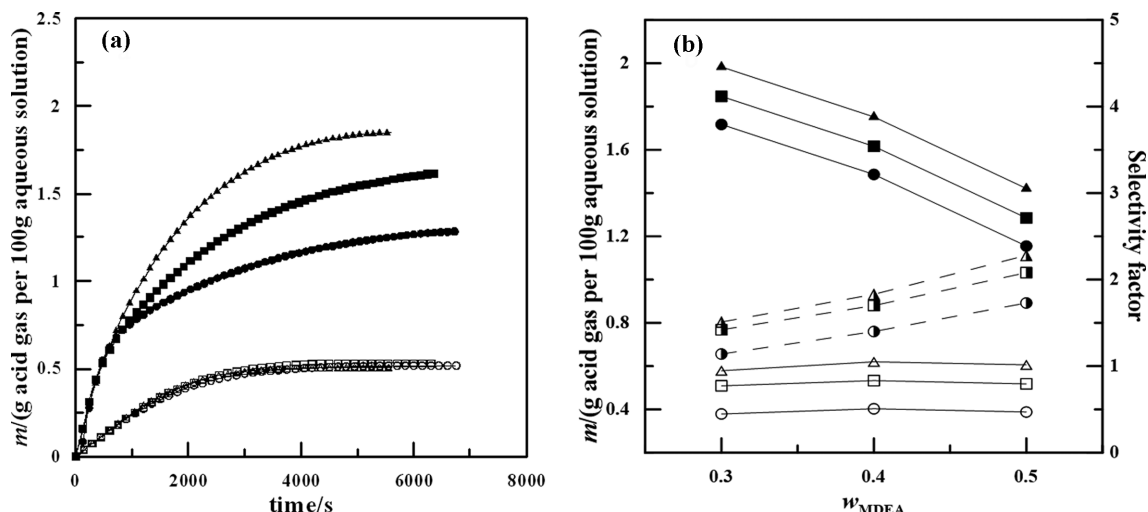 (a)
m/(g acid gas per 100g aqueous solution)
2.5
2
1.5
1
0.5
0
0 2000 4000 6000 8000
time/s
(b)
m/(g acid gas per 100g aqueous solution)
2
1.6
1.2
0.8
0.4
0.3 0.4 0.5
wMDEA
5
4
3
2
1
0
Selectivity factor